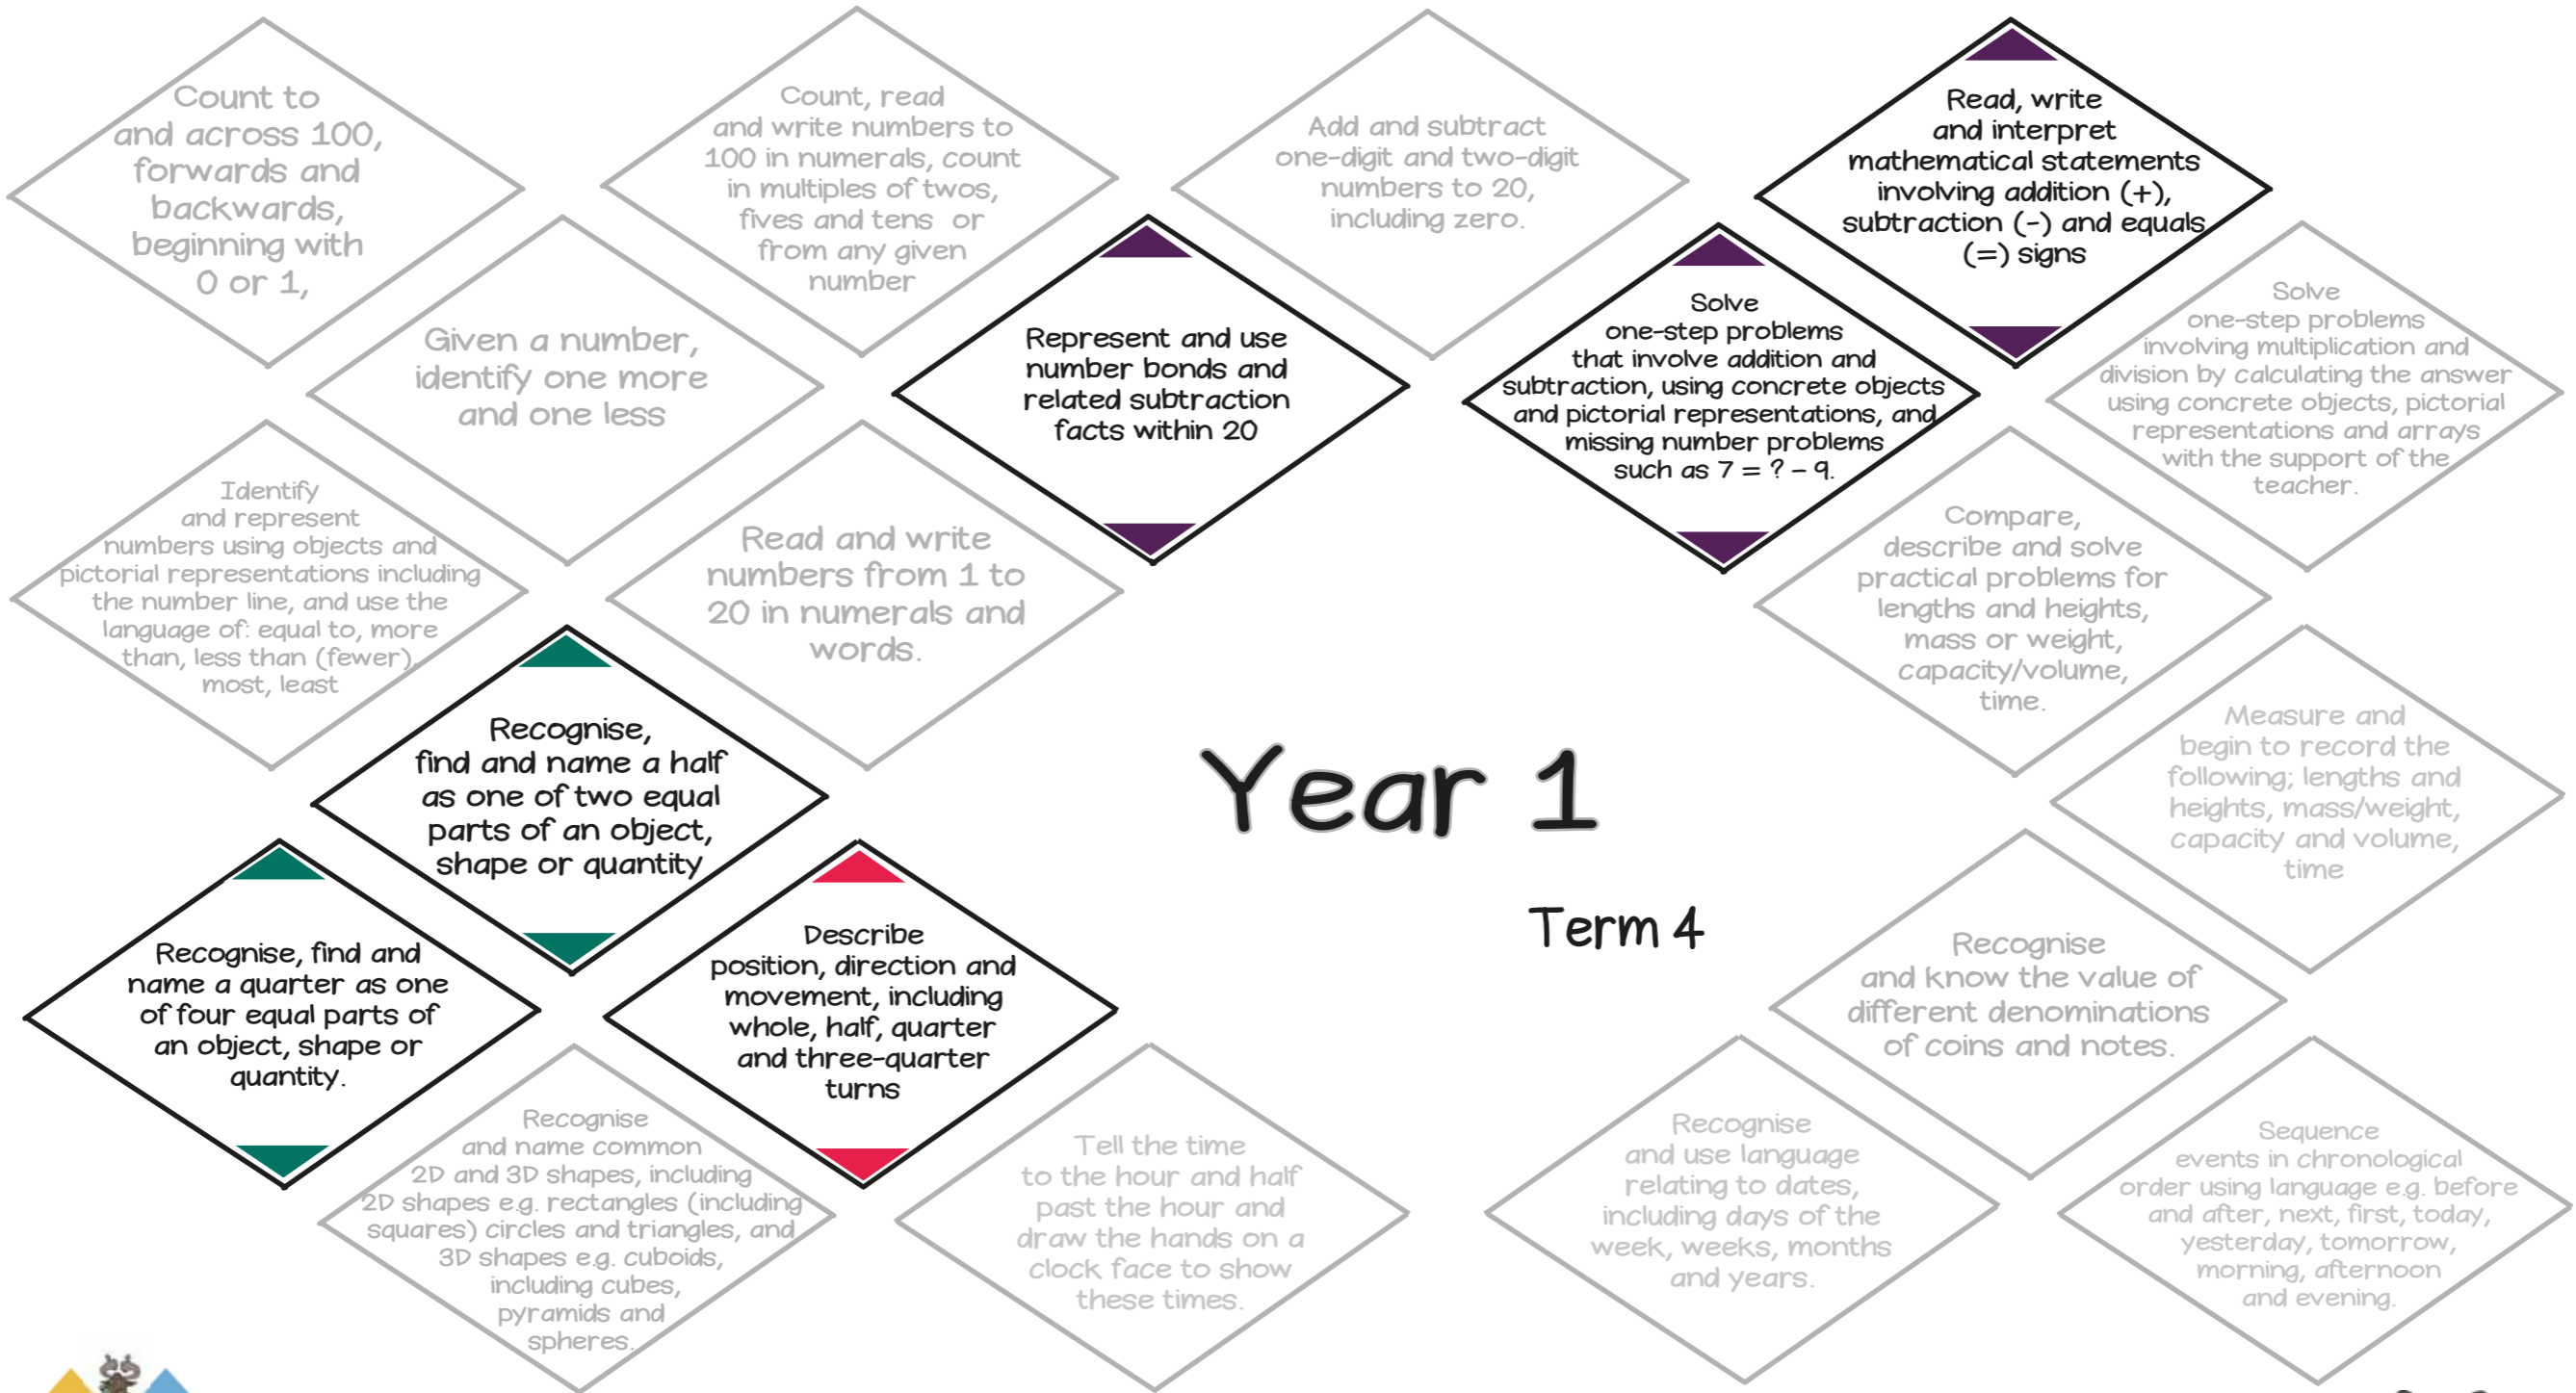 Count to
and across 100,
forwards and
backwards,
beginning with
0 or 1,
Count, read
and write numbers to
100 in numerals, count
in multiples of twos,
fives and tens or
from any given
number
Add and subtract
one-digit and two-digit
numbers to 20,
including zero.
Read, write
and interpret
mathematical statements
involving addition (+),
subtraction (-) and equals
(=) signs
Given a number,
identify one more
and one less
Represent and use
number bonds and
related subtraction
facts within 20
Solve
one-step problems
that involve addition and
subtraction, using concrete objects
and pictorial representations, and
missing number problems
such as 7 = ? – 9.
Solve
one-step problems
involving multiplication and
division by calculating the answer
using concrete objects, pictorial
representations and arrays
with the support of the
teacher.
Identify
and represent
numbers using objects and
pictorial representations including
the number line, and use the
language of: equal to, more
than, less than (fewer),
most, least
Read and write
numbers from 1 to
20 in numerals and
words.
Compare,
describe and solve
practical problems for
lengths and heights,
mass or weight,
capacity/volume,
time.
Recognise,
find and name a half
as one of two equal
parts of an object,
shape or quantity
Year 1
Measure and
begin to record the
following; lengths and
heights, mass/weight,
capacity and volume,
time
Recognise, find and
name a quarter as one
of four equal parts of
an object, shape or
quantity.
Describe
position, direction and
movement, including
whole, half, quarter
and three-quarter
turns
Term 4
Recognise
and know the value of
different denominations
of coins and notes.
Recognise
and name common
2D and 3D shapes, including
2D shapes e.g. rectangles (including
squares) circles and triangles, and
3D shapes e.g. cuboids,
including cubes,
pyramids and
spheres.
Tell the time
to the hour and half
past the hour and
draw the hands on a
clock face to show
these times.
Recognise
and use language
relating to dates,
including days of the
week, weeks, months
and years.
Sequence
events in chronological
order using language e.g. before
and after, next, first, today,
yesterday, tomorrow,
morning, afternoon
and evening.